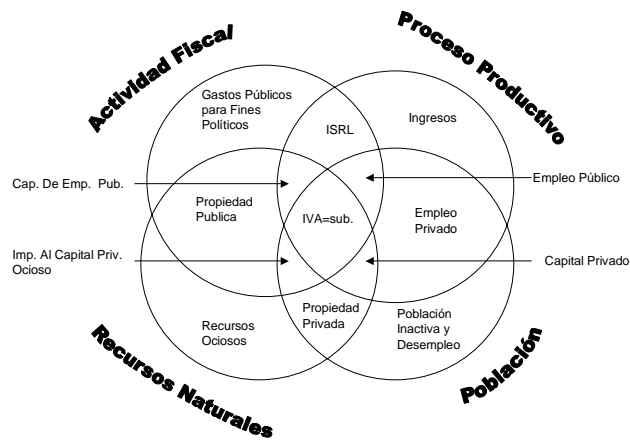 Actividad Fiscal
Proceso Productivo
Gastos Públicos
para Fines
Políticos
ISRL
Ingresos
Cap. De Emp. Pub.
Empleo Público
Propiedad
Publica
IVA=sub.
Empleo
Privado
Imp. Al Capital Priv.
Ocioso
Capital Privado
Recursos
Ociosos
Propiedad
Privada
Población
Inactiva y
Desempleo
Recursos Naturales
Población